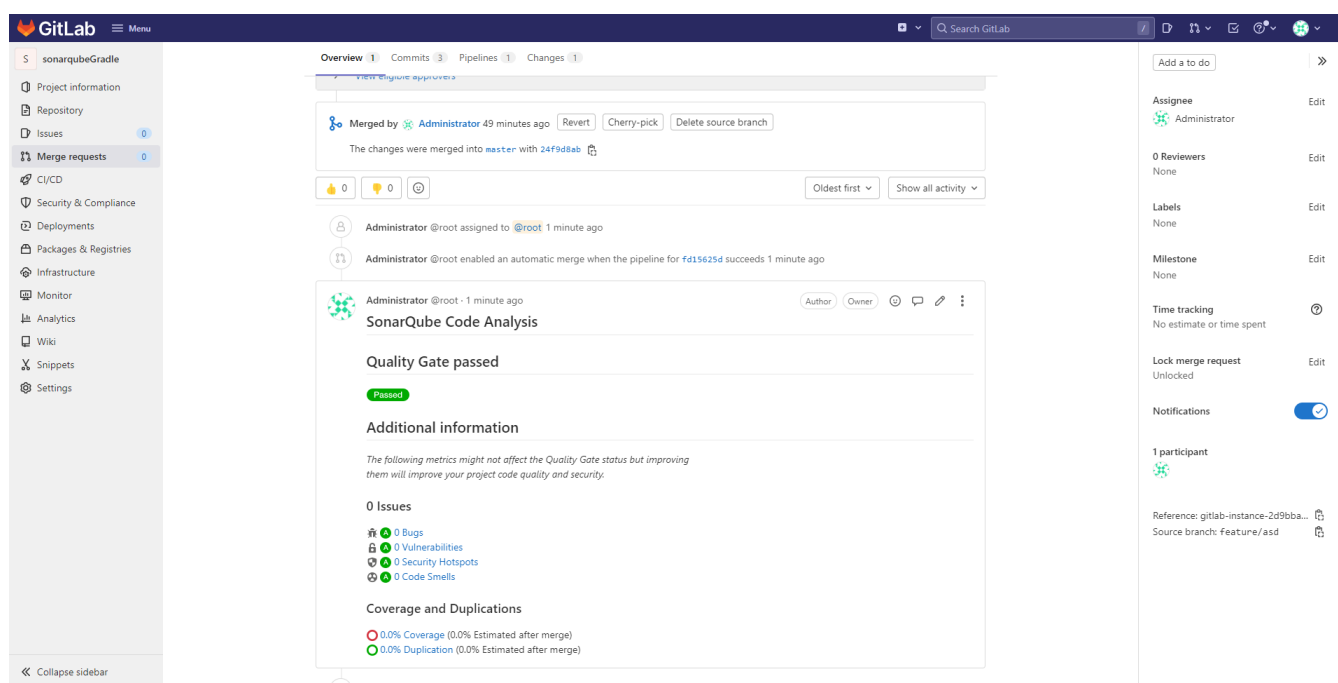 GitLab Menu Search GitLab /
S sonarqubeGradle
Project information
Repository
Issues 0
Merge requests 0
CI/CD
Security & Compliance
Deployments
Packages & Registries
Infrastructure
Monitor
Analytics
Wiki
Snippets
Settings
Collapse sidebar
Overview 1 Commits 3 Pipelines 1 Changes 1
View eligible approvers
Merged by Administrator 49 minutes ago Revert Cherry-pick Delete source branch
The changes were merged into master with 24f9d8ab
0 0 Oldest first Show all activity
Administrator @root assigned to @root 1 minute ago
Administrator @root enabled an automatic merge when the pipeline for fd15625d succeeds 1 minute ago
Administrator @root · 1 minute ago Author Owner
SonarQube Code Analysis
Quality Gate passed
Passed
Additional information
The following metrics might not affect the Quality Gate status but improving
them will improve your project code quality and security.
0 Issues
A 0 Bugs
A 0 Vulnerabilities
A 0 Security Hotspots
A 0 Code Smells
Coverage and Duplications
0.0% Coverage (0.0% Estimated after merge)
0.0% Duplication (0.0% Estimated after merge)
Add a to do
Assignee Edit
Administrator
0 Reviewers Edit
None
Labels Edit
None
Milestone Edit
None
Time tracking
No estimate or time spent
Lock merge request Edit
Unlocked
Notifications
1 participant
Reference: gitlab-instance-2d9bba...
Source branch: feature/asd